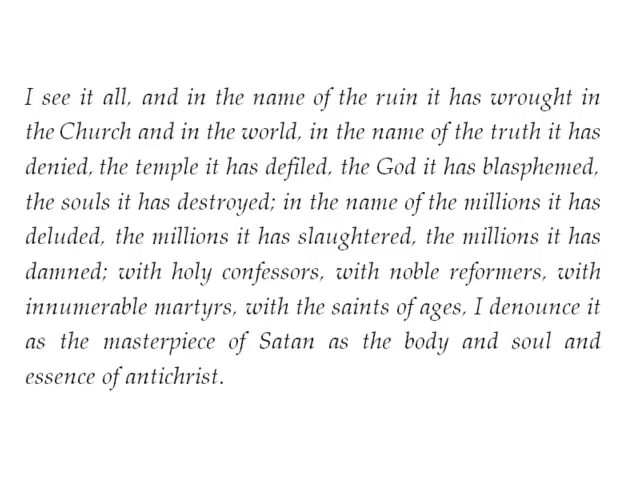 I see it all, and in the name of the ruin it has wrought in
the Church and in the world, in the name of the truth it has
denied, the temple it has defiled, the God it has blasphemed,
the souls it has destroyed; in the name of the millions it has
deluded, the millions it has slaughtered, the millions it has
damned; with holy confessors, with noble reformers, with
innumerable martyrs, with the saints of ages, I denounce it
as the masterpiece of Satan as the body and soul and
essence of antichrist.